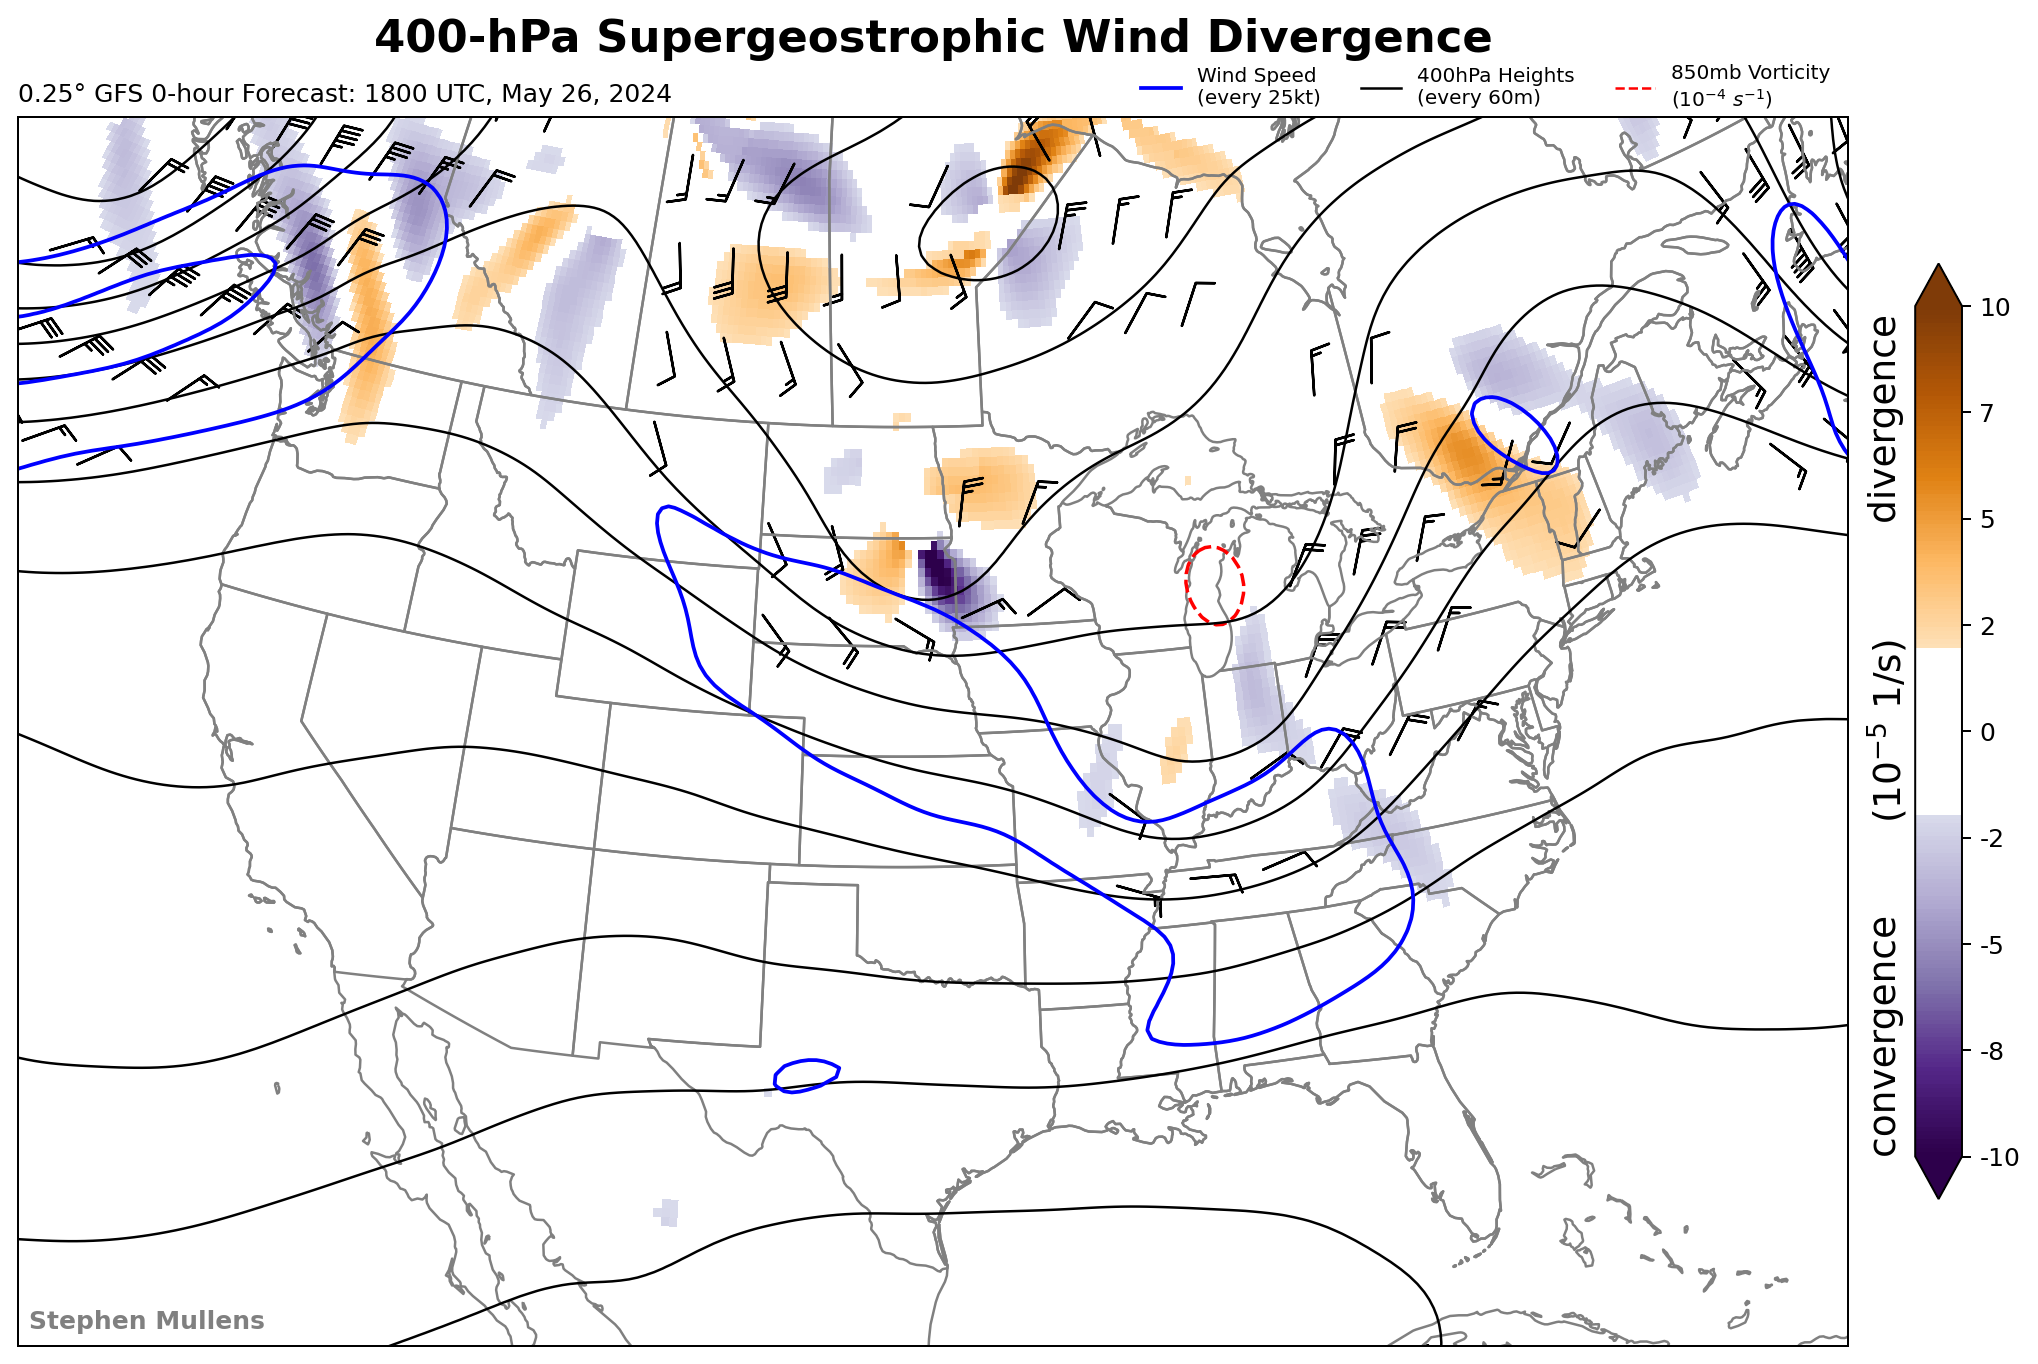 400-hPa Supergeostrophic Wind Divergence
0.25° GFS 0-hour Forecast: 1800 UTC, May 26, 2024
Wind Speed
(every 25kt)
400hPa Heights
(every 60m)
850mb Vorticity
(10⁻⁴ s⁻¹)
10
7
5
2
0
-2
-5
-8
-10
convergence (10⁻⁵ 1/s) divergence
Stephen Mullens